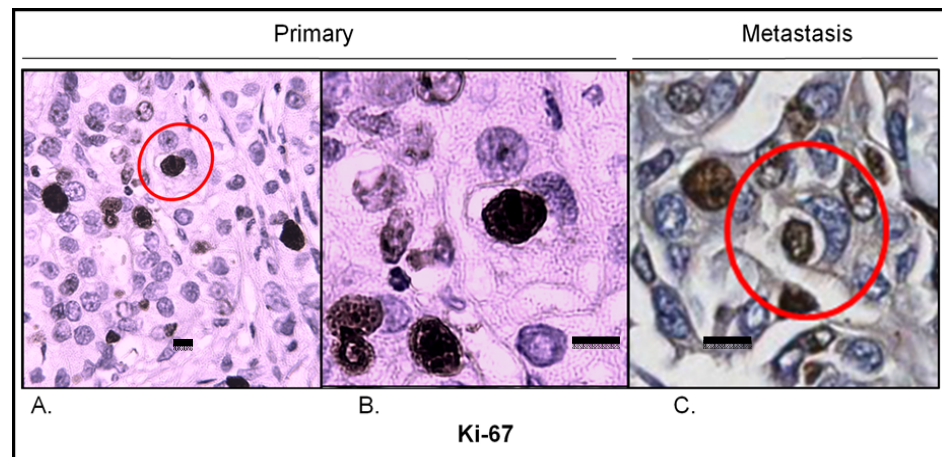 Primary
Metastasis
A.
B.
C.
Ki-67